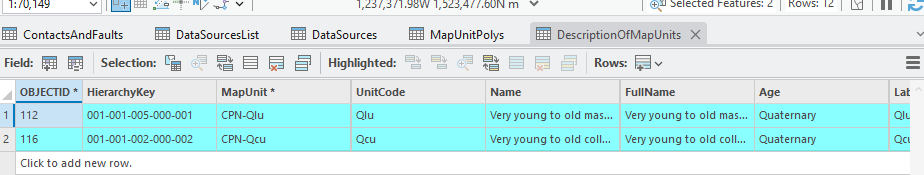 1:70,149
1,237,371.98W 1,523,477.60N m
Selected Features: 2
Rows: 12
ContactsAndFaults
DataSourcesList
DataSources
MapUnitPolys
DescriptionOfMapUnits
Field:
Selection:
Highlighted:
Rows:
OBJECTID * HierarchyKey MapUnit * UnitCode Name FullName Age Lab
1 112 001-001-005-000-001 CPN-Qlu Qlu Very young to old mas... Very young to old mas... Quaternary Qlu
2 116 001-001-002-000-002 CPN-Qcu Qcu Very young to old coll... Very young to old coll... Quaternary Qcu
Click to add new row.